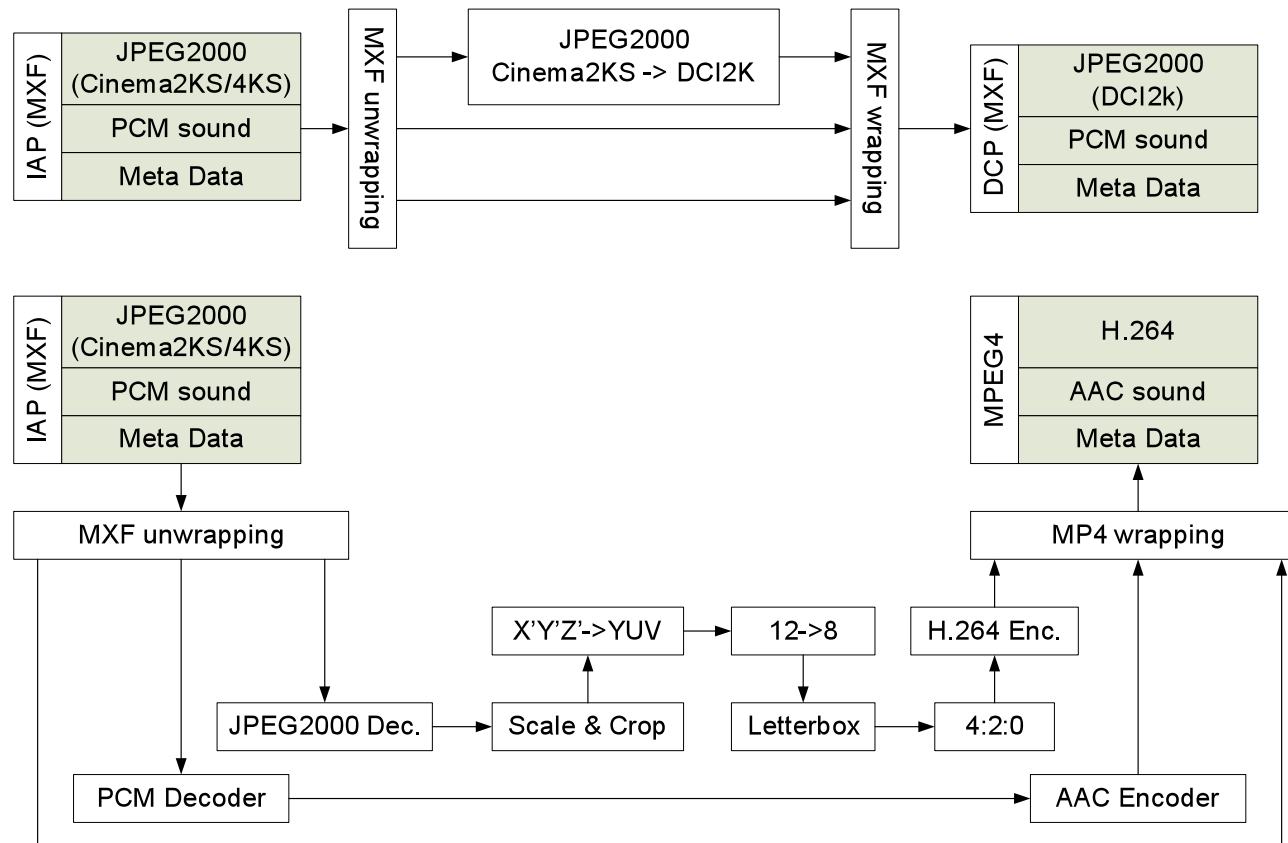 IAP (MXF)
JPEG2000
(Cinema2KS/4KS)
PCM sound
Meta Data
MXF unwrapping
JPEG2000
Cinema2KS -> DCI2K
MXF wrapping
DCP (MXF)
JPEG2000
(DCI2k)
PCM sound
Meta Data
IAP (MXF)
JPEG2000
(Cinema2KS/4KS)
PCM sound
Meta Data
MPEG4
H.264
AAC sound
Meta Data
MXF unwrapping
MP4 wrapping
X'Y'Z'->YUV
12->8
H.264 Enc.
JPEG2000 Dec.
Scale & Crop
Letterbox
4:2:0
PCM Decoder
AAC Encoder